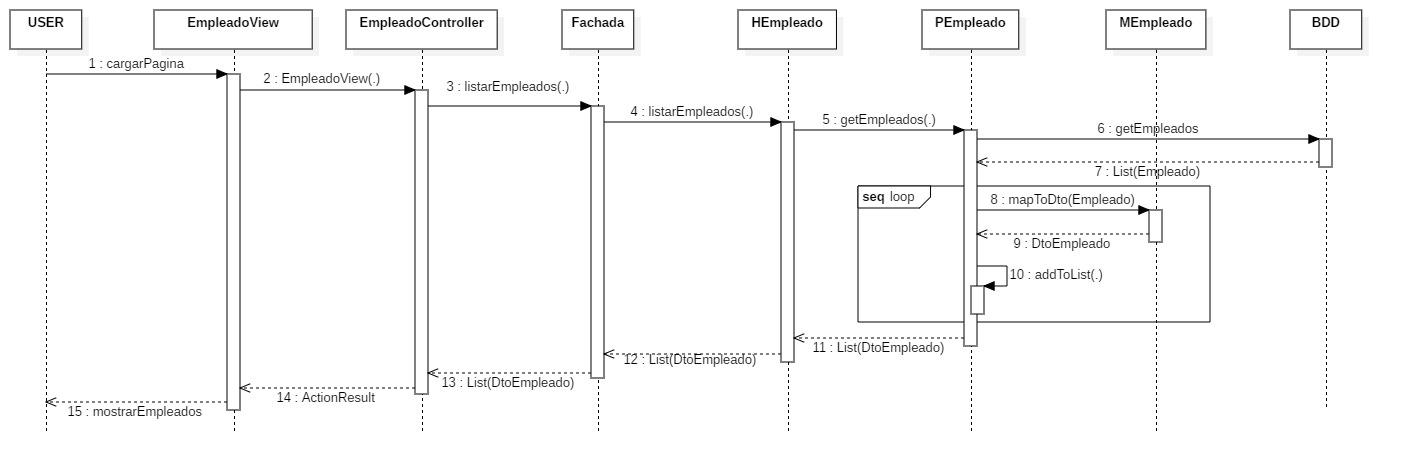 USER
EmpleadoView
EmpleadoController
Fachada
HEmpleado
PEmpleado
MEmpleado
BDD
1 : cargarPagina
2 : EmpleadoView(.)
3 : listarEmpleados(.)
4 : listarEmpleados(.)
5 : getEmpleados(.)
6 : getEmpleados
7 : List(Empleado)
seq loop
8 : mapToDto(Empleado)
9 : DtoEmpleado
10 : addToList(.)
11 : List(DtoEmpleado)
12 : List(DtoEmpleado)
13 : List(DtoEmpleado)
14 : ActionResult
15 : mostrarEmpleados